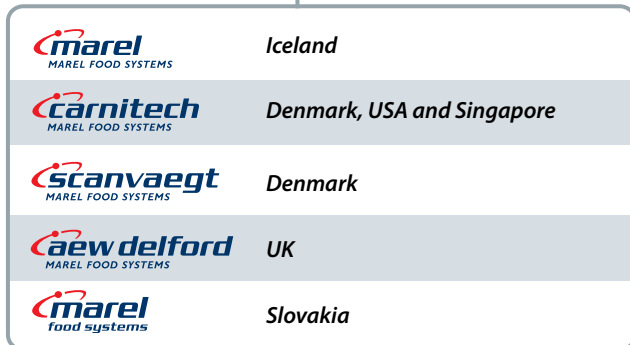 marel Iceland
MAREL FOOD SYSTEMS
carnitech Denmark, USA and Singapore
MAREL FOOD SYSTEMS
scanvaegt Denmark
MAREL FOOD SYSTEMS
aew delford UK
MAREL FOOD SYSTEMS
marel Slovakia
food systems